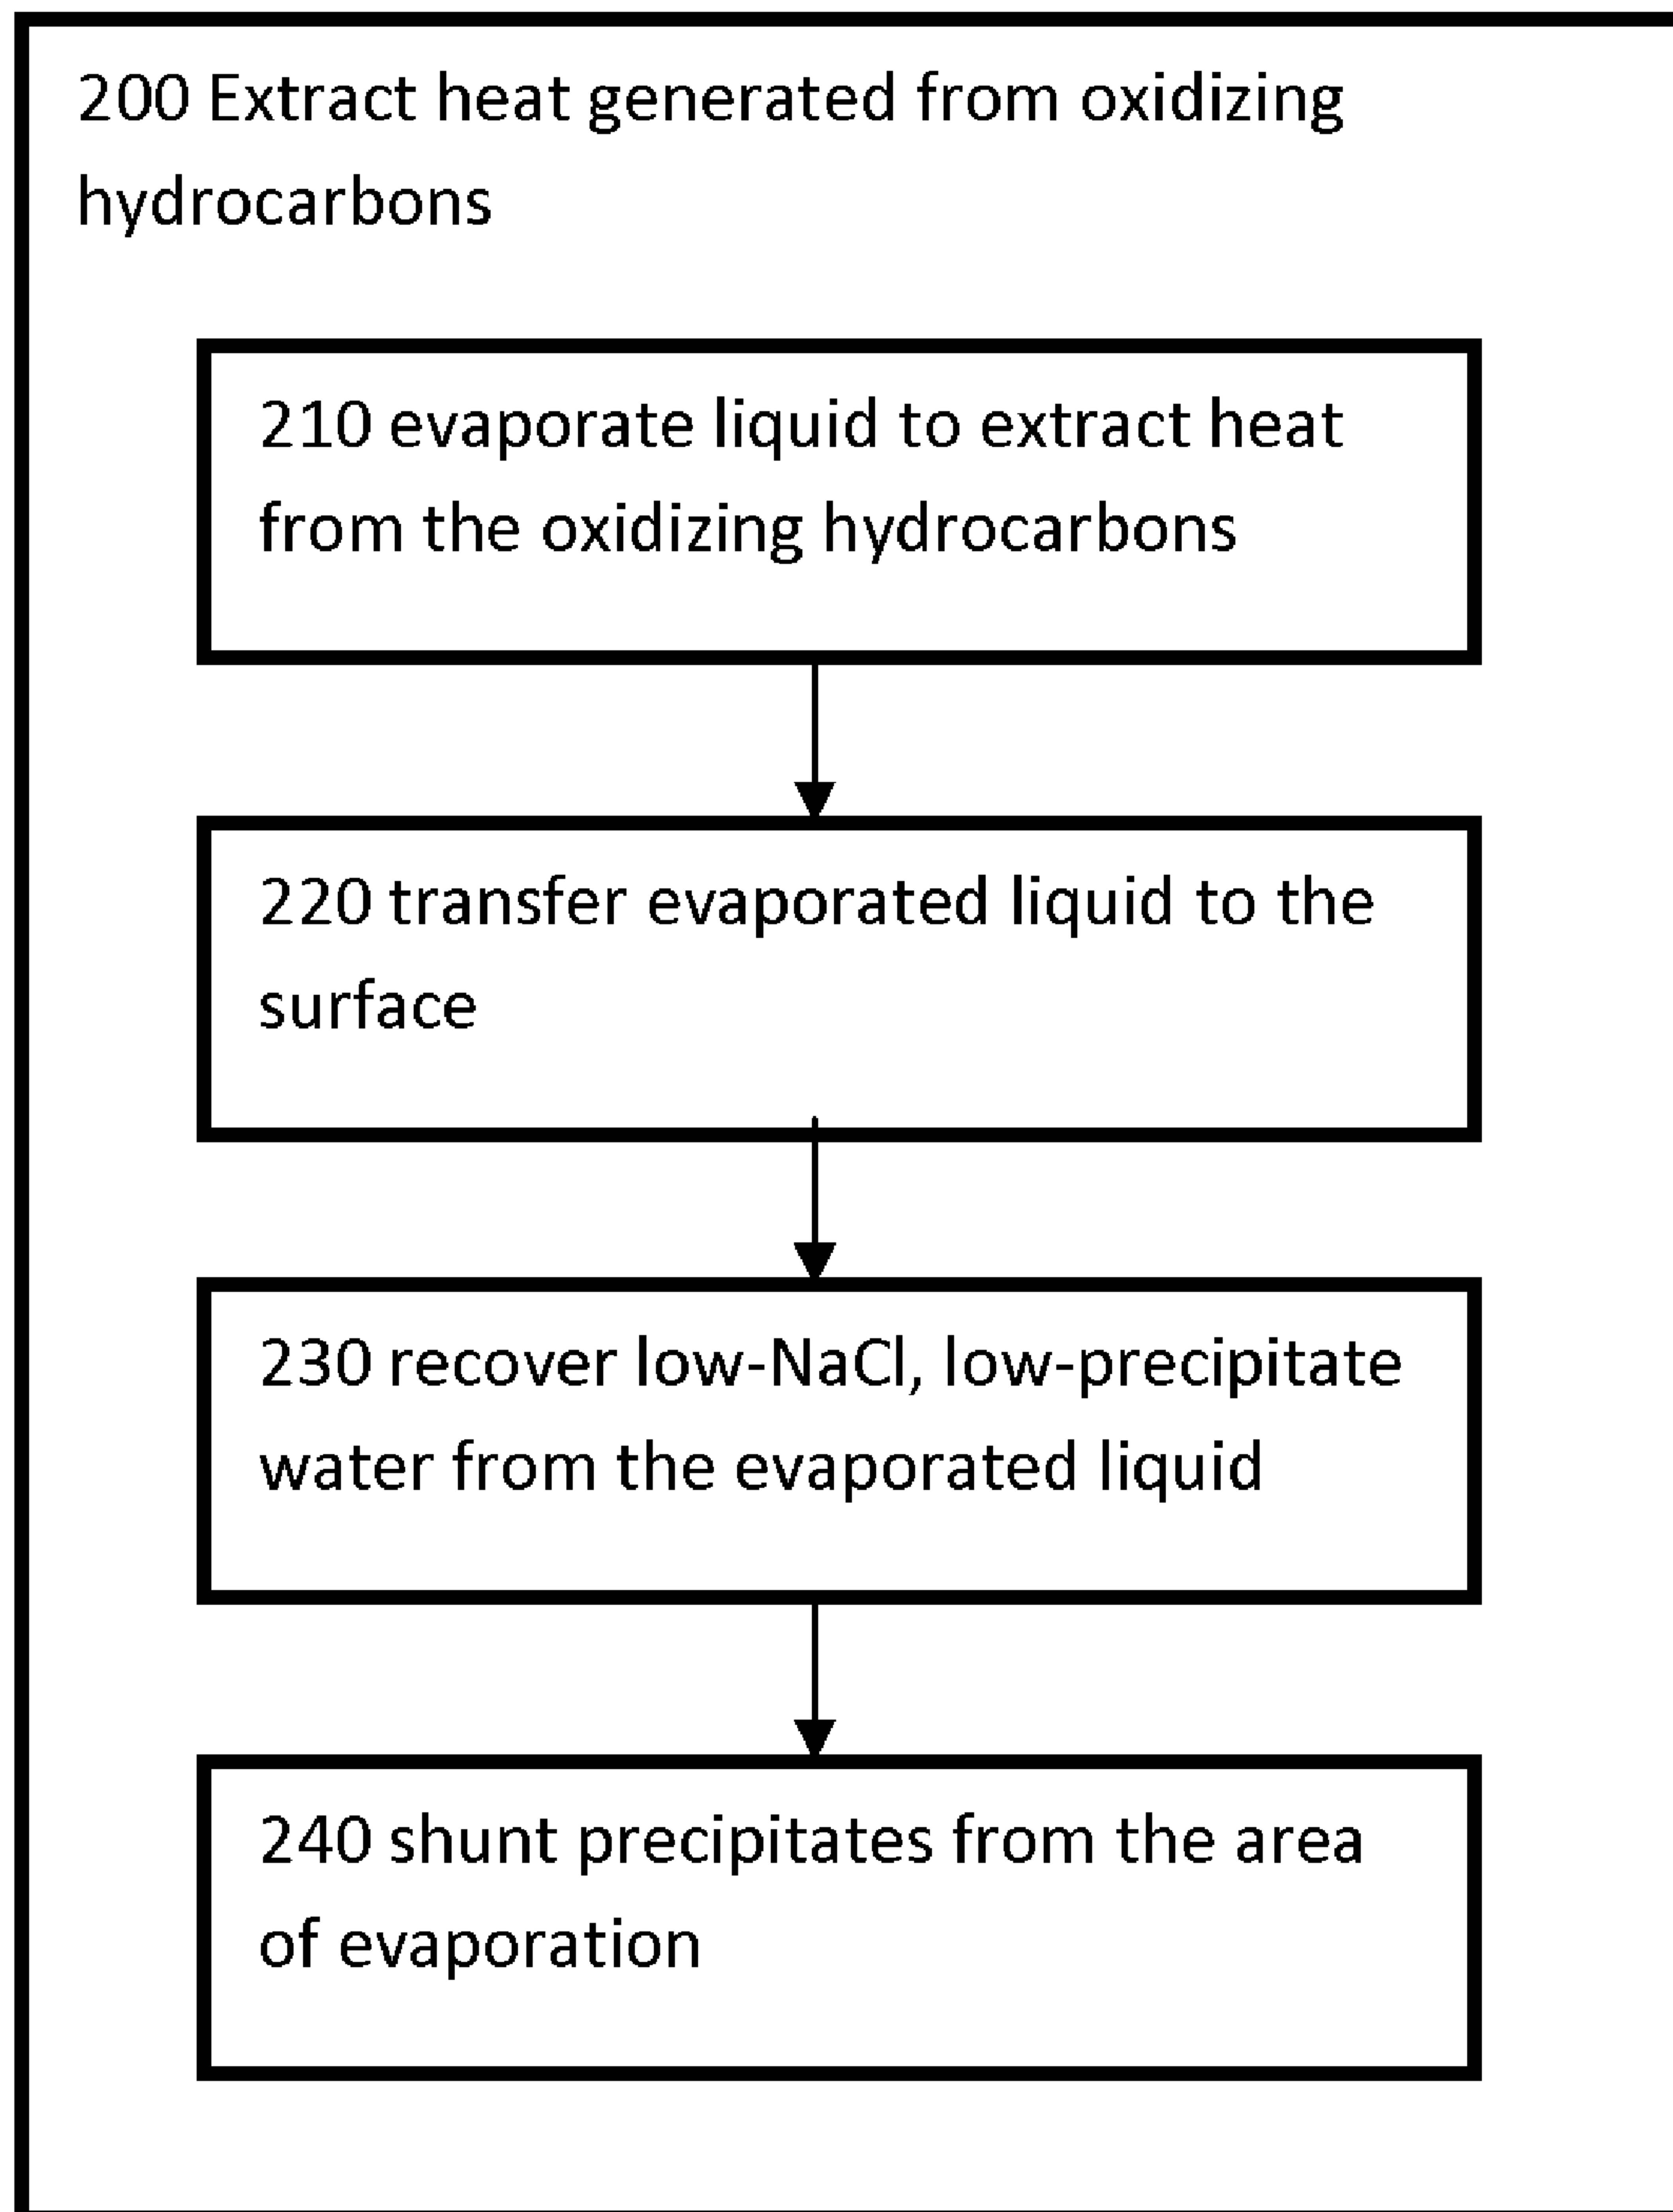 200 Extract heat generated from oxidizing
hydrocarbons
210 evaporate liquid to extract heat
from the oxidizing hydrocarbons
220 transfer evaporated liquid to the
surface
230 recover low-NaCl, low-precipitate
water from the evaporated liquid
240 shunt precipitates from the area
of evaporation